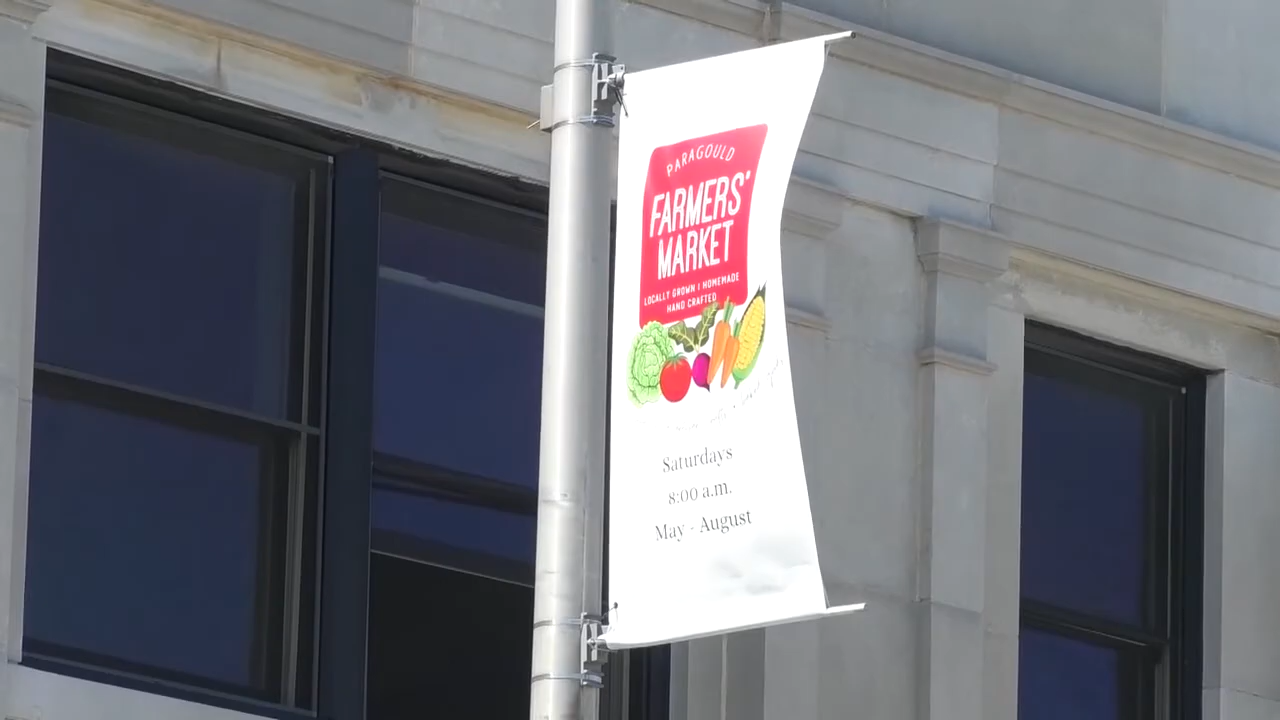 PARAGOULD
FARMERS'
MARKET
LOCALLY GROWN | HOMEMADE
HAND CRAFTED
Saturdays
8:00 a.m.
May - August